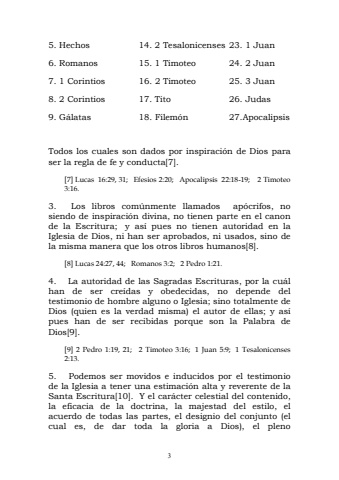 5. Hechos 14. 2 Tesalonicenses 23. 1 Juan
6. Romanos 15. 1 Timoteo 24. 2 Juan
7. 1 Corintios 16. 2 Timoteo 25. 3 Juan
8. 2 Corintios 17. Tito 26. Judas
9. Gálatas 18. Filemón 27.Apocalipsis
Todos los cuales son dados por inspiración de Dios para
ser la regla de fe y conducta[7].
[7] Lucas 16:29, 31; Efesios 2:20; Apocalipsis 22:18-19; 2 Timoteo
3:16.
3. Los libros comúnmente llamados apócrifos, no
siendo de inspiración divina, no tienen parte en el canon
de la Escritura; y así pues no tienen autoridad en la
Iglesia de Dios, ni han ser aprobados, ni usados, sino de
la misma manera que los otros libros humanos[8].
[8] Lucas 24:27, 44; Romanos 3:2; 2 Pedro 1:21.
4. La autoridad de las Sagradas Escrituras, por la cuál
han de ser creídas y obedecidas, no depende del
testimonio de hombre alguno o Iglesia; sino totalmente de
Dios (quien es la verdad misma) el autor de ellas; y así
pues han de ser recibidas porque son la Palabra de
Dios[9].
[9] 2 Pedro 1:19, 21; 2 Timoteo 3:16; 1 Juan 5:9; 1 Tesalonicenses
2:13.
5. Podemos ser movidos e inducidos por el testimonio
de la Iglesia a tener una estimación alta y reverente de la
Santa Escritura[10]. Y el carácter celestial del contenido,
la eficacia de la doctrina, la majestad del estilo, el
acuerdo de todas las partes, el designio del conjunto (el
cual es, de dar toda la gloria a Dios), el pleno
3